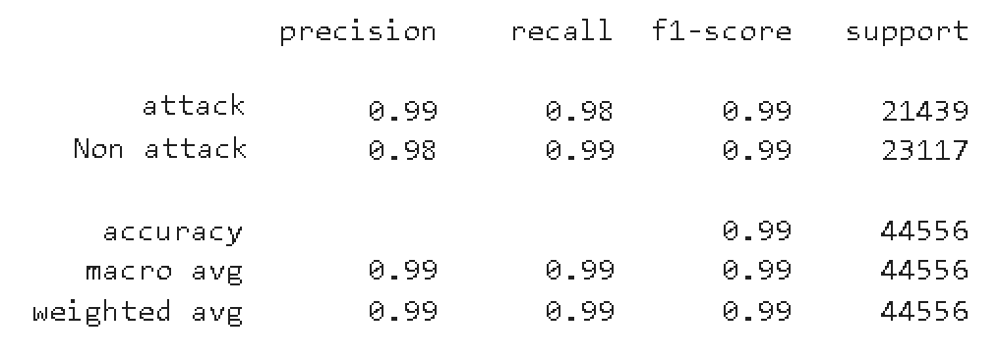 precision recall f1-score support
attack 0.99 0.98 0.99 21439
Non attack 0.98 0.99 0.99 23117
accuracy 0.99 44556
macro avg 0.99 0.99 0.99 44556
weighted avg 0.99 0.99 0.99 44556